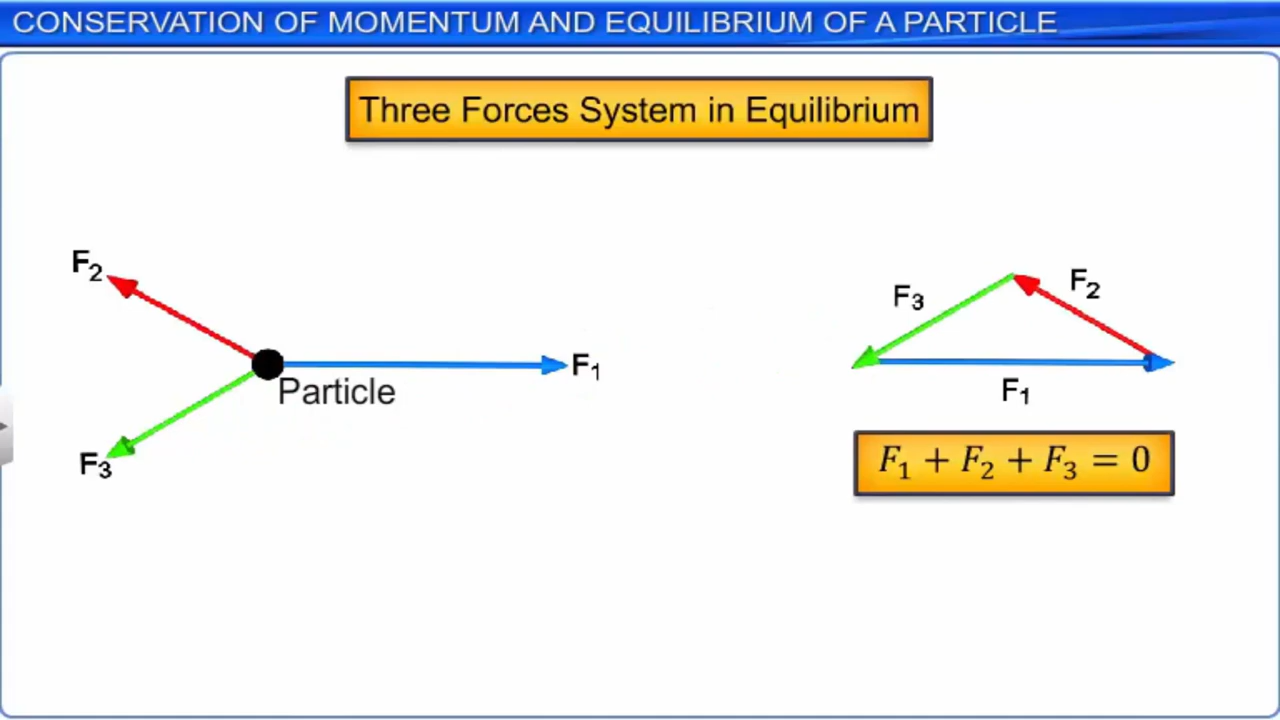 CONSERVATION OF MOMENTUM AND EQUILIBRIUM OF A PARTICLE
Three Forces System in Equilibrium
F₂
F₁
Particle
F₃
F₃
F₂
F₁
𝐹₁ + 𝐹₂ + 𝐹₃ = 0